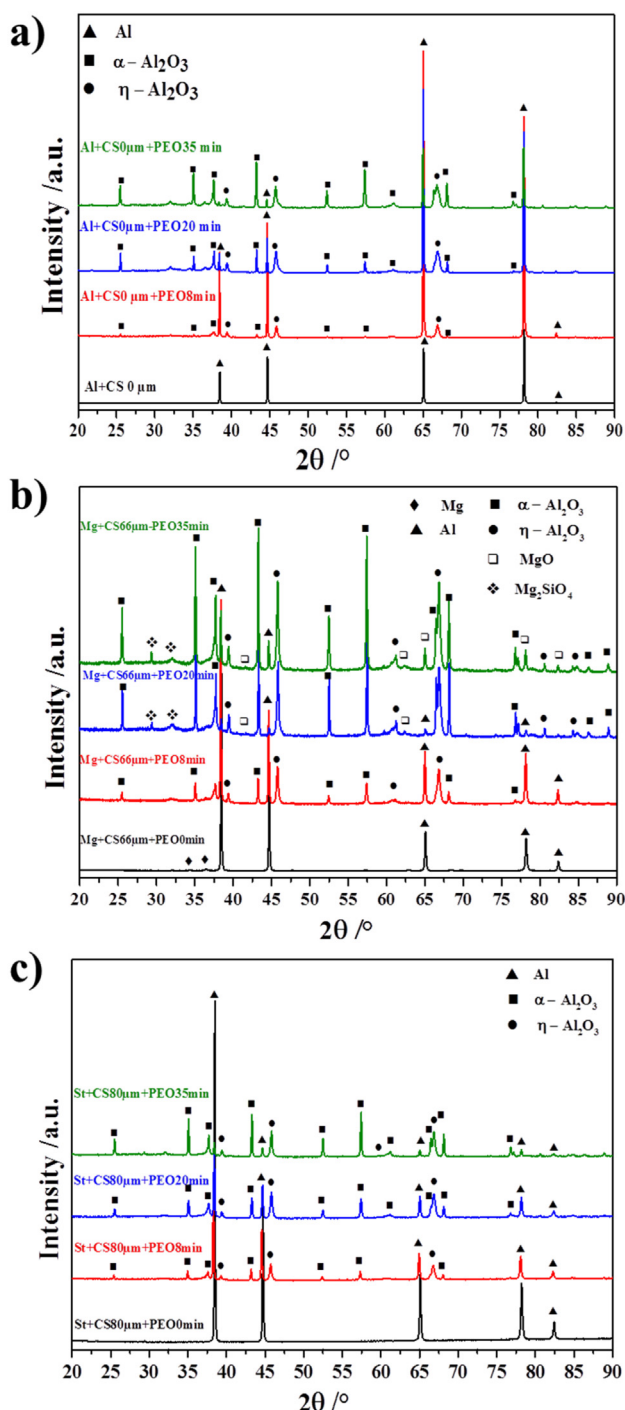 a)
▲ Al
■ α – Al2O3
● η – Al2O3
Al+CS0μm+PEO35 min
Al+CS0μm+PEO20 min
Al+CS0 μm+PEO8min
Al+CS 0 μm
Intensity /a.u.
20 25 30 35 40 45 50 55 60 65 70 75 80 85 90
2θ /°
b)
♦ Mg
■ α – Al2O3
▲ Al
● η – Al2O3
❑ MgO
❖ Mg2SiO4
Mg+CS66μm-PEO35min
Mg+CS66μm+PEO20min
Mg+CS66μm+PEO8min
Mg+CS66μm+PEO0min
Intensity /a.u.
20 25 30 35 40 45 50 55 60 65 70 75 80 85 90
2θ /°
c)
▲ Al
■ α – Al2O3
● η – Al2O3
St+CS80μm+PEO35min
St+CS80μm+PEO20min
St+CS80μm+PEO8min
St+CS80μm+PEO0min
Intensity /a.u.
20 25 30 35 40 45 50 55 60 65 70 75 80 85 90
2θ /°